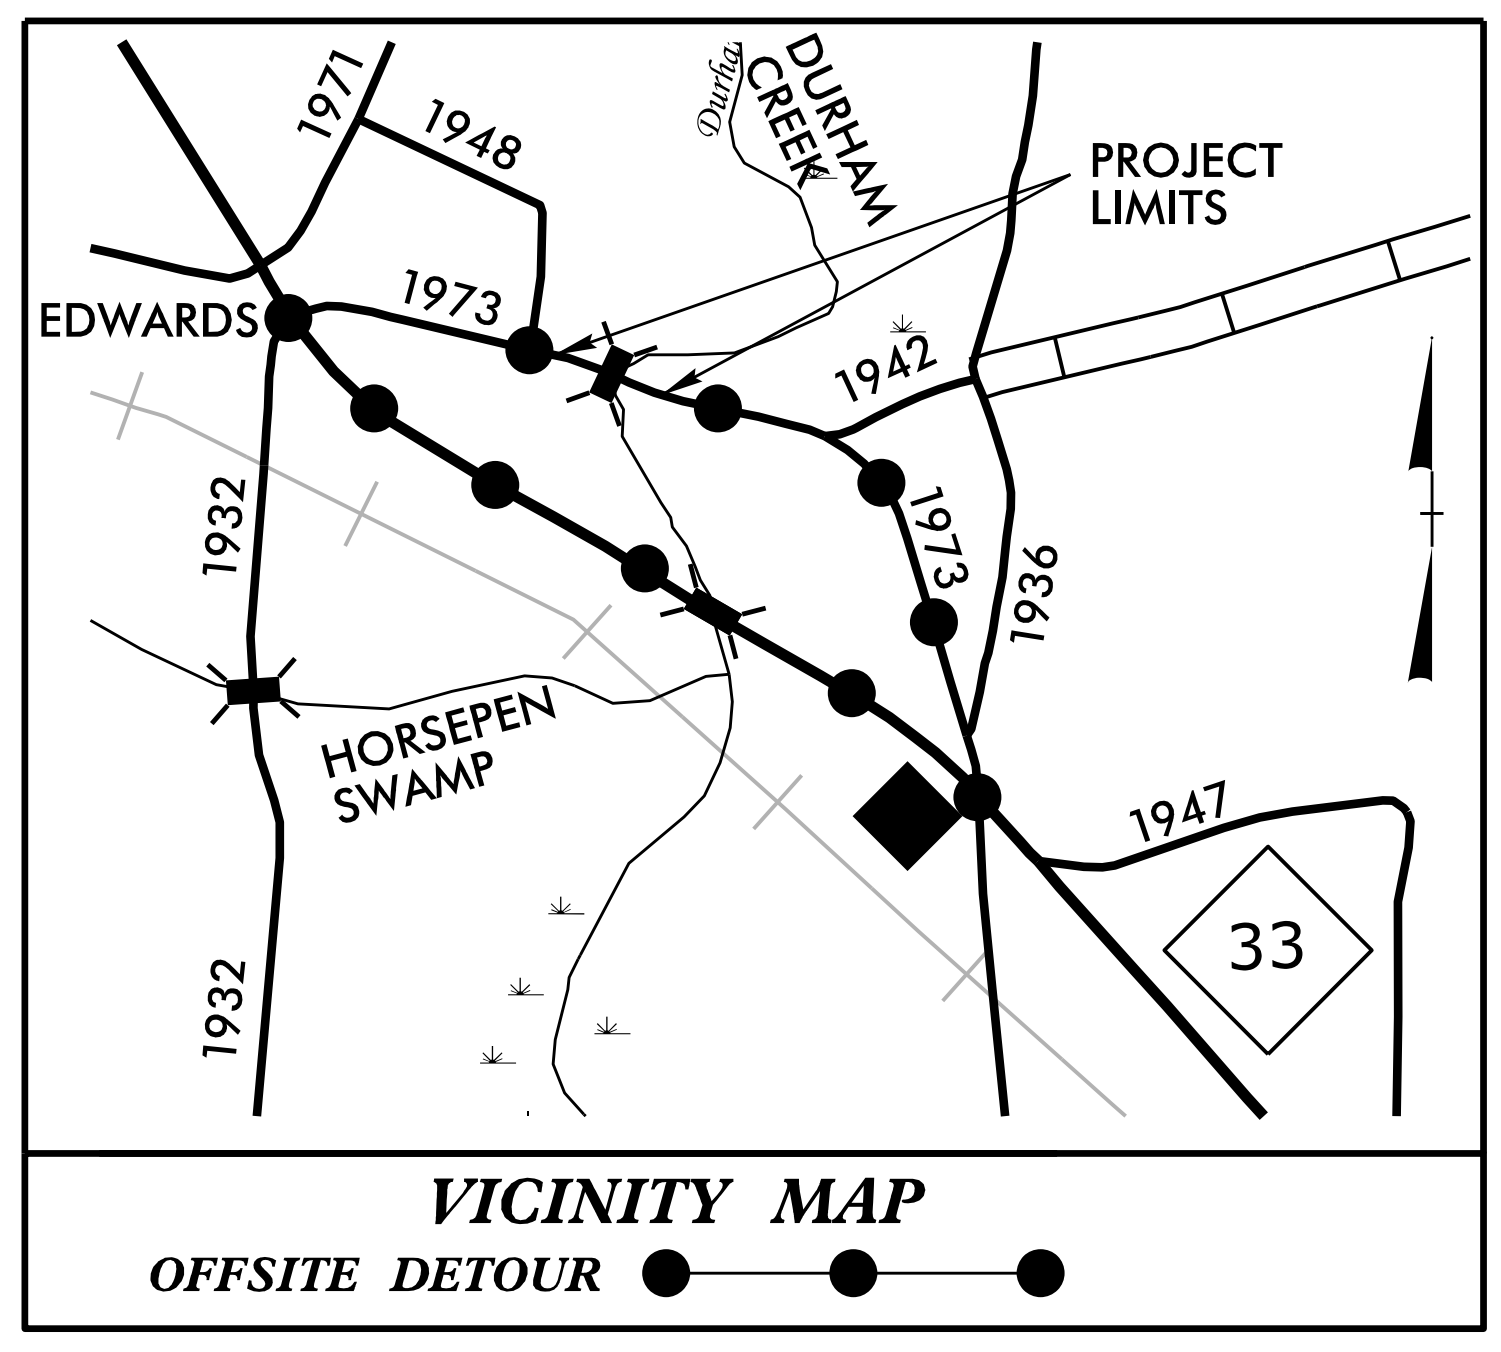 1971
1948
Durha
DURHAM
CREEK
PROJECT
LIMITS
1973
EDWARDS
1942
1932
1973
1936
HORSEPEN
SWAMP
1947
33
1932
VICINITY MAP
OFFSITE DETOUR